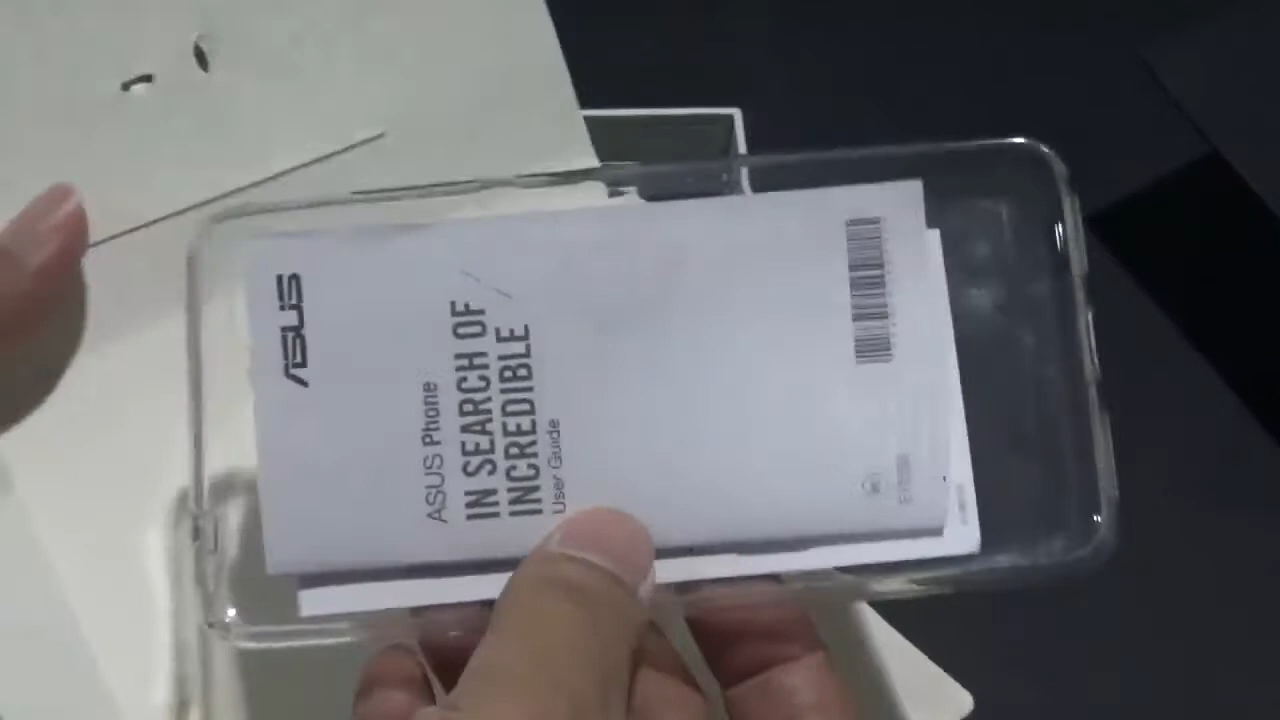 ASUS
ASUS Phone
IN SEARCH OF
INCREDIBLE
User Guide